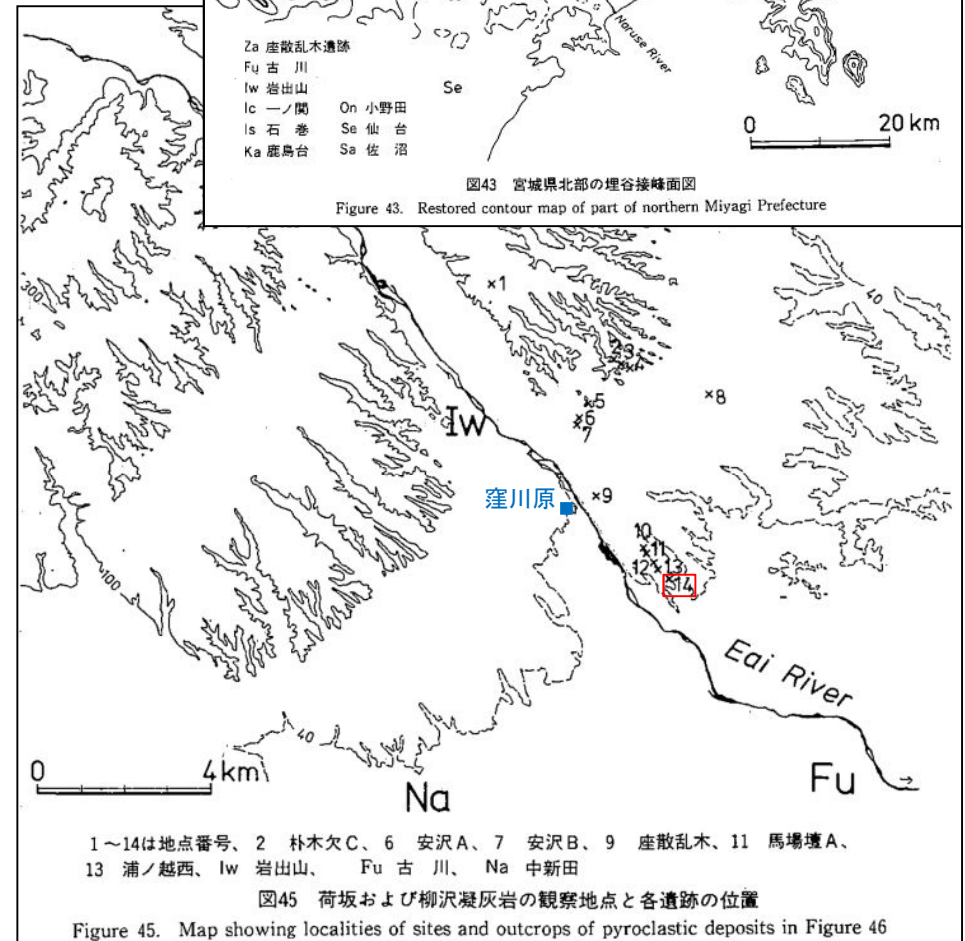 Naruse River
Za 座散乱木遺跡
Fu 古 川
Iw 岩出山
Ic 一ノ関 On 小野田
Is 石 巻 Se 仙 台
Ka 鹿島台 Sa 佐 沼
Se
0 20 km
図43 宮城県北部の埋谷接峰面図
Figure 43. Restored contour map of part of northern Miyagi Prefecture
300
×1
40
×8
×5
×6
7
Iw
窪川原
×9
10
11
12 ×13
14
100
Eai River
40
0 4km
Na
Fu
1～14は地点番号、2 朴木欠C、6 安沢A、7 安沢B、9 座散乱木、11 馬場壇A、
13 浦ノ越西、Iw 岩出山、 Fu 古 川、 Na 中新田
図45 荷坂および柳沢凝灰岩の観察地点と各遺跡の位置
Figure 45. Map showing localities of sites and outcrops of pyroclastic deposits in Figure 46